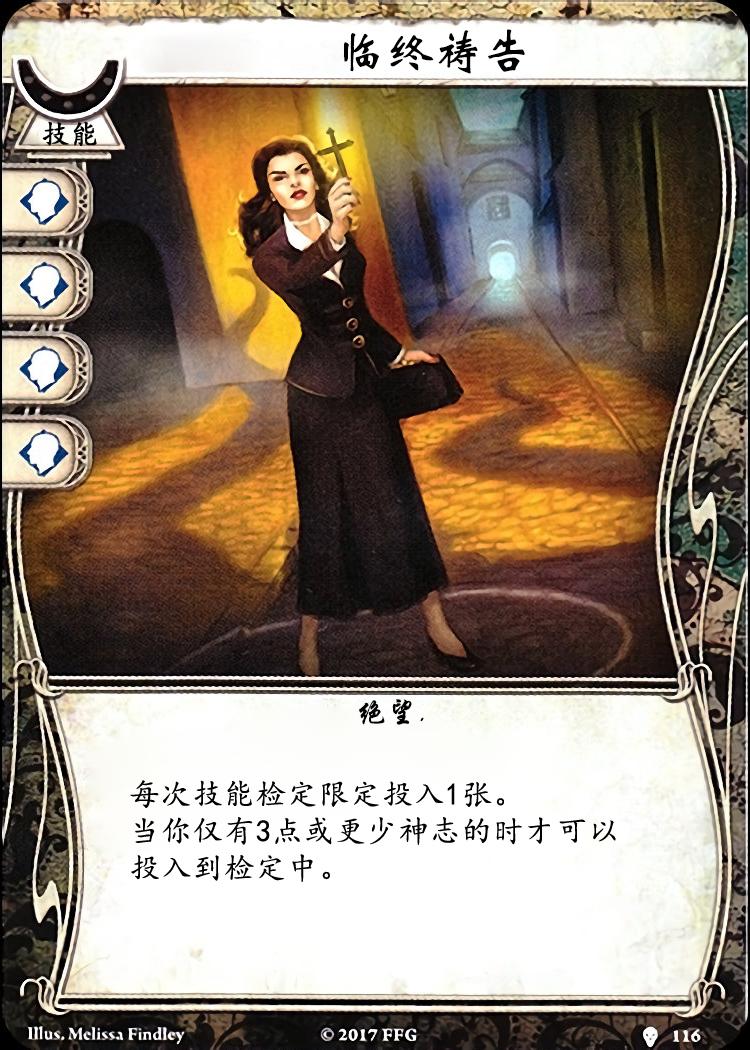 临终祷告
技能
绝望.
每次技能检定限定投入1张。
当你仅有3点或更少神志的时才可以
投入到检定中。
Illus. Melissa Findley
© 2017 FFG
116